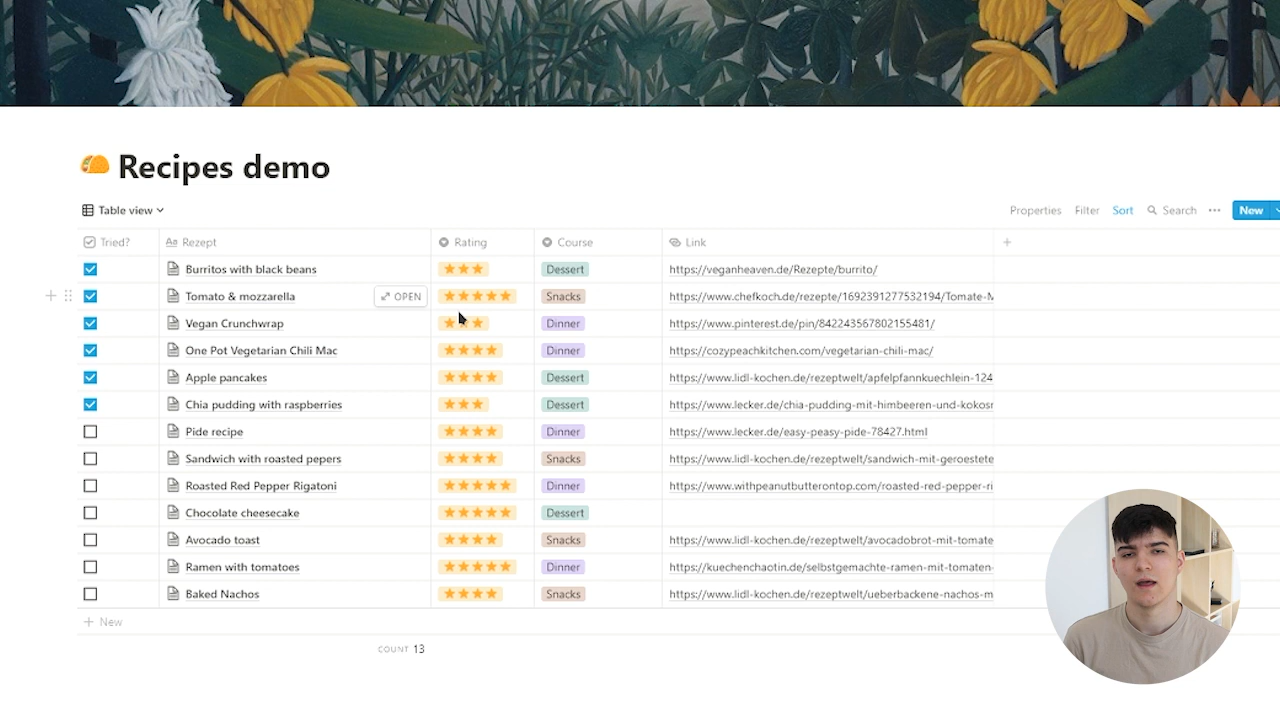 Recipes demo
Table view
Properties Filter Sort Search ••• New
Tried? Aa Rezept Rating Course Link +
Burritos with black beans ★★★ Dessert https://veganheaven.de/Rezepte/burrito/
Tomato & mozzarella OPEN ★★★★★ Snacks https://www.chefkoch.de/rezepte/1692391277532194/Tomate-M
Vegan Crunchwrap ★★★ Dinner https://www.pinterest.de/pin/842243567802155481/
One Pot Vegetarian Chili Mac ★★★★ Dinner https://cozypeachkitchen.com/vegetarian-chili-mac/
Apple pancakes ★★★★ Dessert https://www.lidl-kochen.de/rezeptwelt/apfelpfannkuechlein-124
Chia pudding with raspberries ★★★ Dessert https://www.lecker.de/chia-pudding-mit-himbeeren-und-kokosr
Pide recipe ★★★★ Dinner https://www.lecker.de/easy-peasy-pide-78427.html
Sandwich with roasted pepers ★★★★ Snacks https://www.lidl-kochen.de/rezeptwelt/sandwich-mit-geroestete
Roasted Red Pepper Rigatoni ★★★★★ Dinner https://www.withpeanutbutterontop.com/roasted-red-pepper-ri
Chocolate cheesecake ★★★★★ Dessert
Avocado toast ★★★★ Snacks https://www.lidl-kochen.de/rezeptwelt/avocadobrot-mit-tomate
Ramen with tomatoes ★★★★★ Dinner https://kuechenchaotin.de/selbstgemachte-ramen-mit-tomaten-
Baked Nachos ★★★★ Snacks https://www.lidl-kochen.de/rezeptwelt/ueberbackene-nachos-m
+ New
COUNT 13